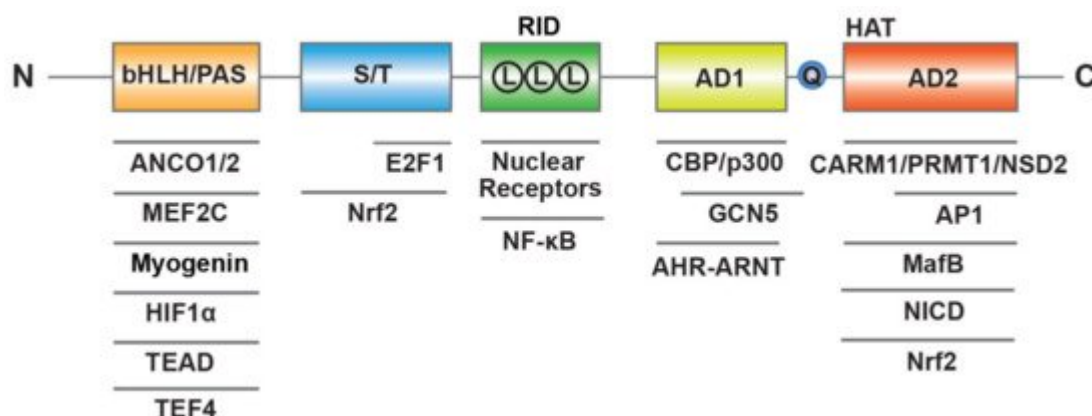 RID
HAT
N
bHLH/PAS
S/T
LLL
AD1
Q
AD2
C
ANCO1/2
MEF2C
Myogenin
HIF1α
TEAD
TEF4
E2F1
Nrf2
Nuclear
Receptors
NF-κB
CBP/p300
GCN5
AHR-ARNT
CARM1/PRMT1/NSD2
AP1
MafB
NICD
Nrf2